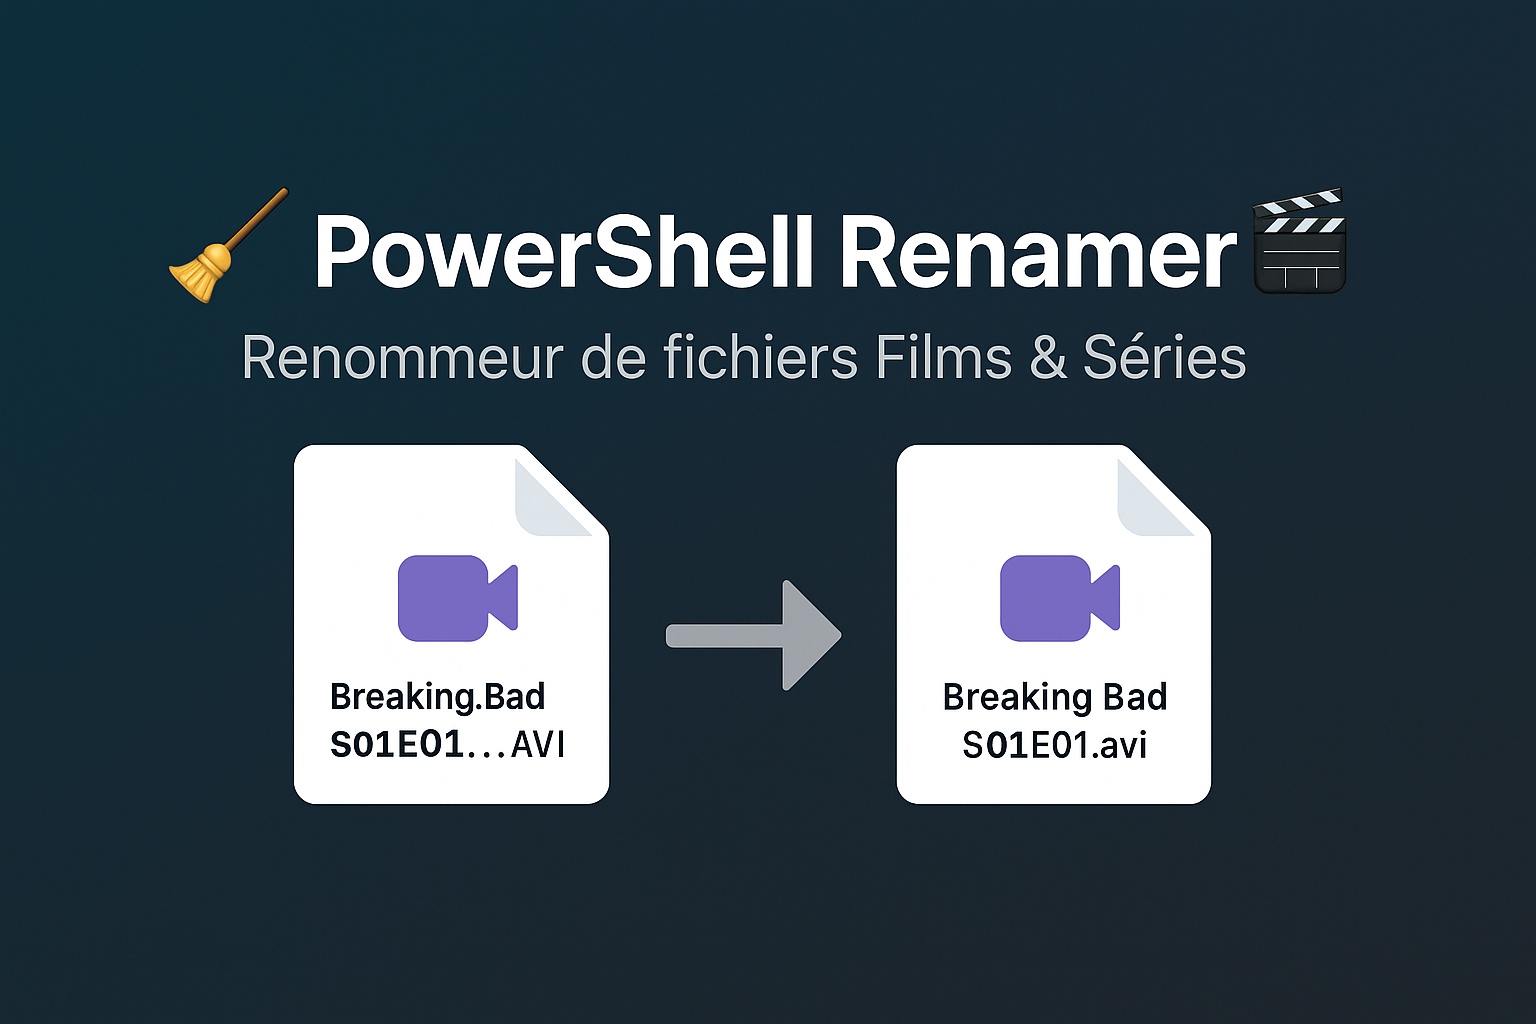 PowerShell Renamer
Renommeur de fichiers Films & Séries
Breaking.Bad
S01E01...AVI
Breaking Bad
S01E01.avi